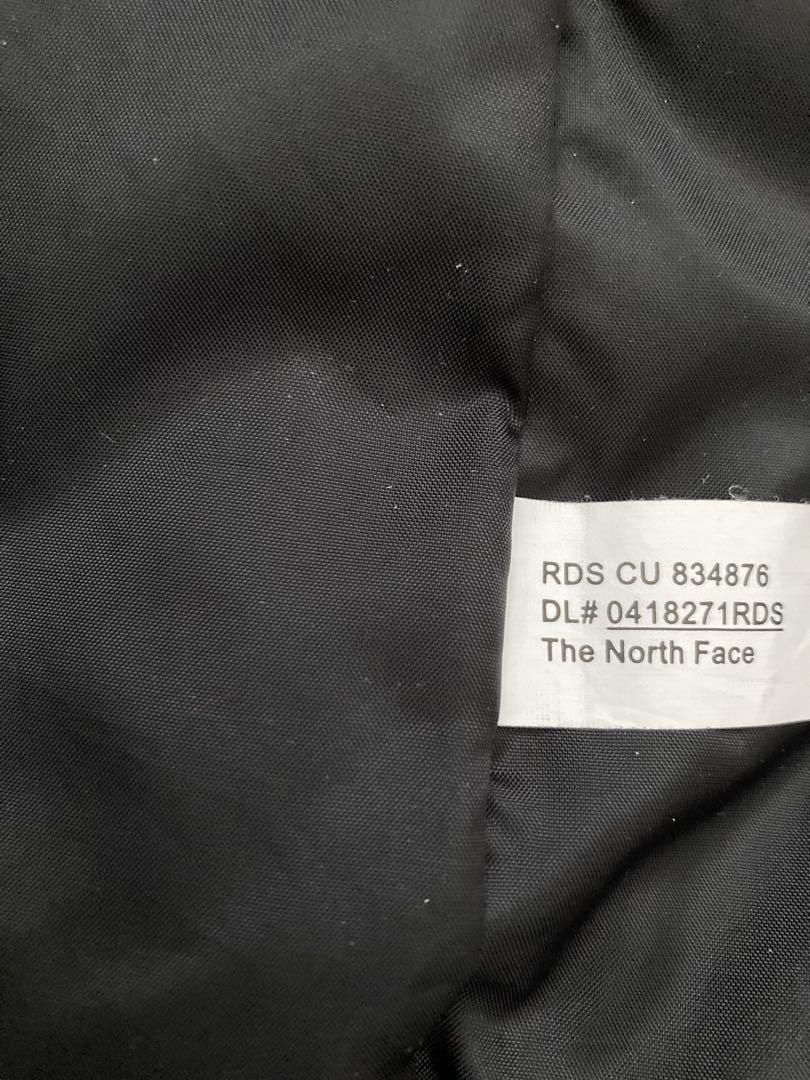 RDS CU 834876
DL# 0418271RDS
The North Face